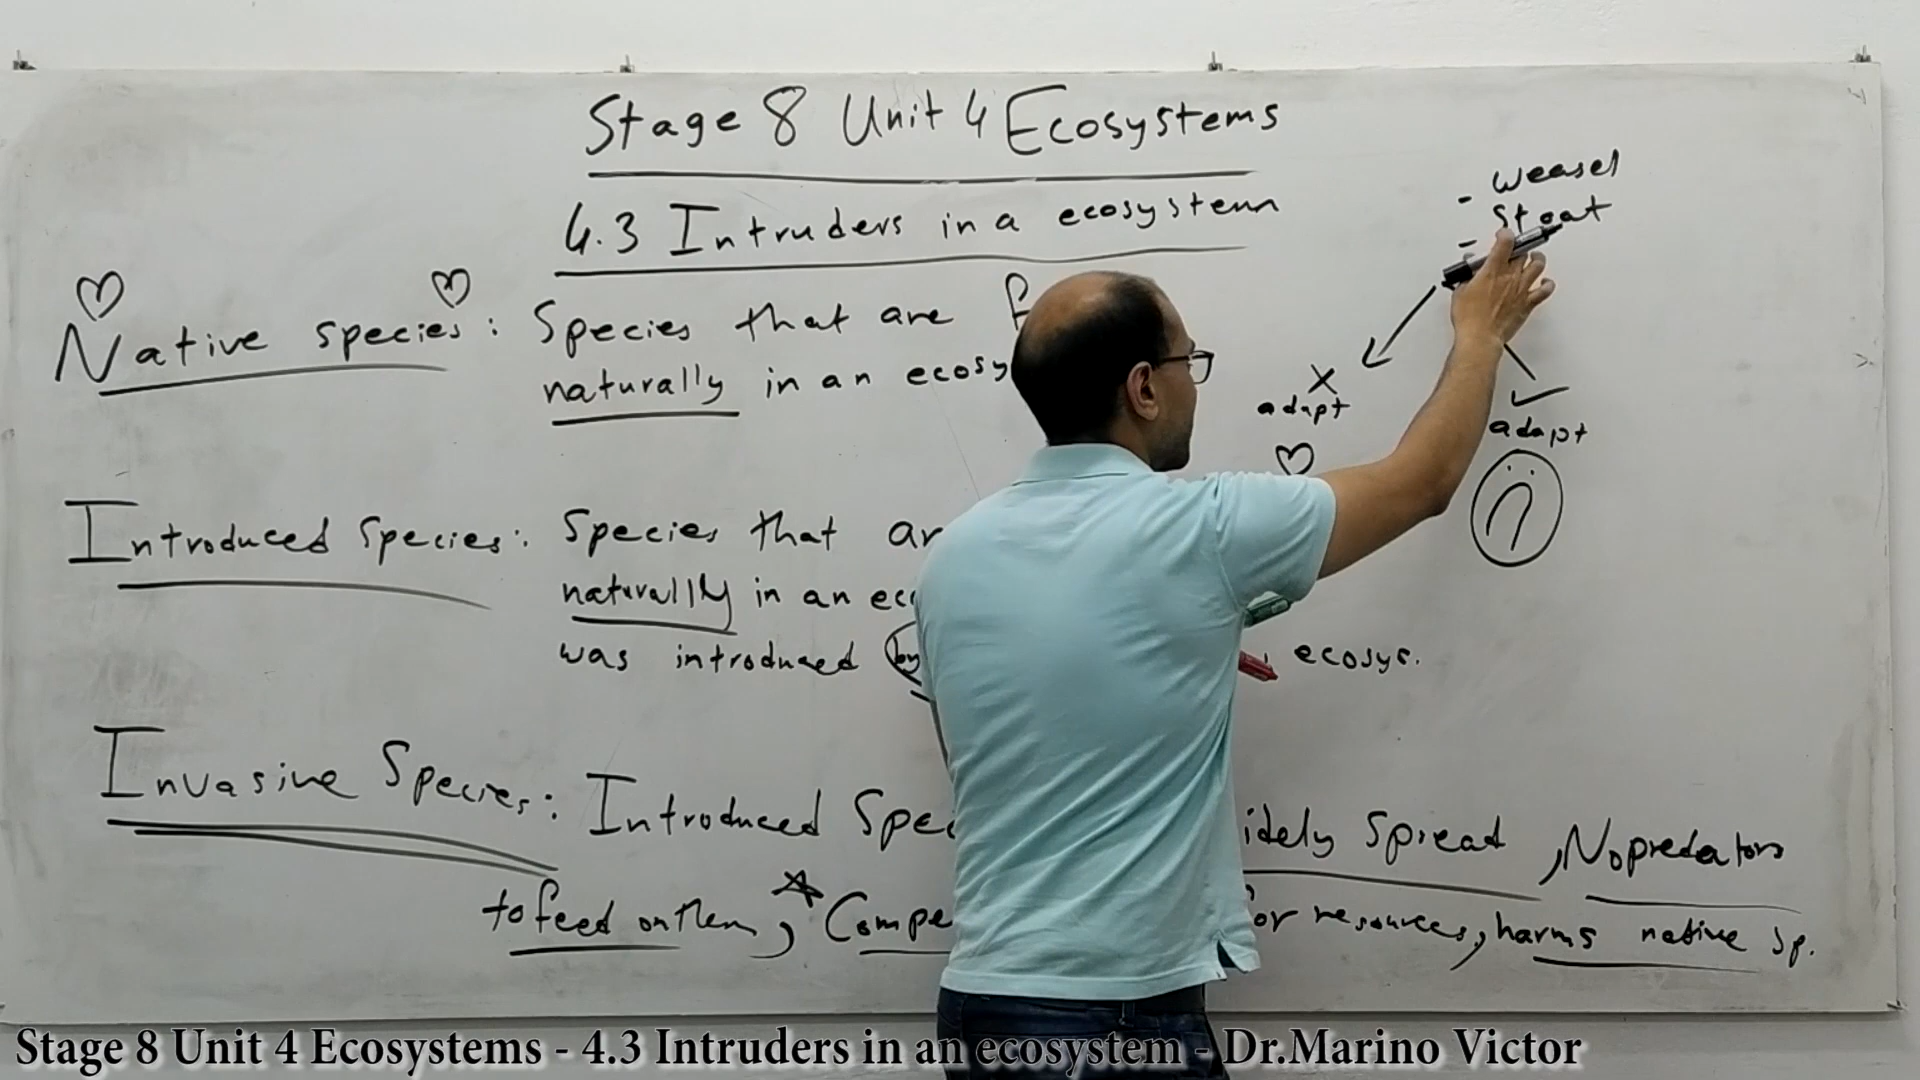 Stage 8 Unit 4 Ecosystems
4.3 Intruders in a ecosystem
- weasel
- Stoat
Native species: Species that are f
naturally in an ecosy
X
adapt
adapt
Introduced Species: Species that ar
naturally in an ec
was introduced by ecosys.
Invasive Species: Introduced Spec idely Spread, No predators
to feed on them, Compe or resources, harms native sp.
Stage 8 Unit 4 Ecosystems - 4.3 Intruders in an ecosystem - Dr.Marino Victor